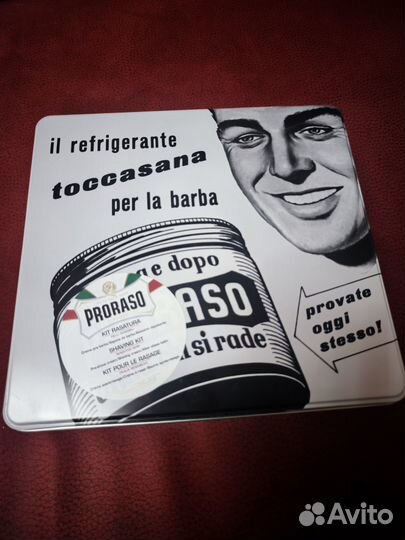 il refrigerante
toccasana
per la barba
a e dopo
PRORASO
ASO
si rade
KIT RASATURA
SHAVING KIT
KIT POUR LE RASAGE
provate
oggi
stesso!
Avito